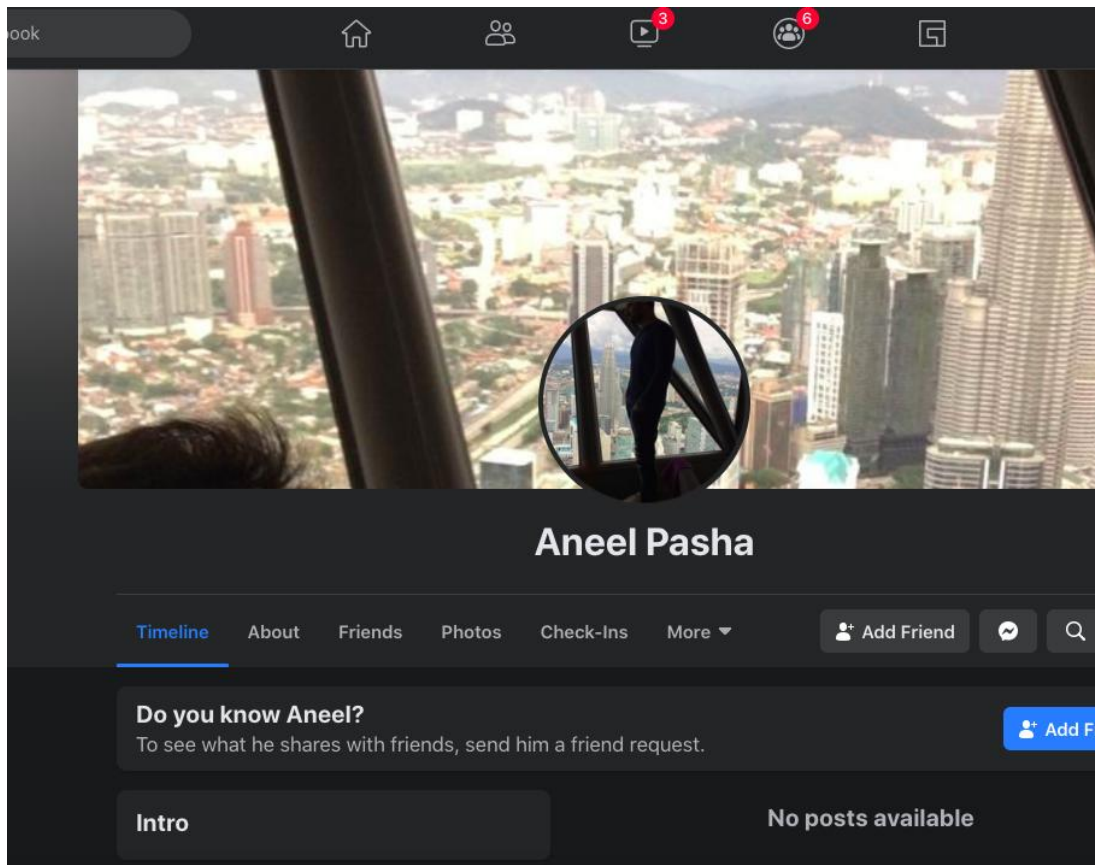 book
3
6
Aneel Pasha
Timeline About Friends Photos Check-Ins More Add Friend
Do you know Aneel?
To see what he shares with friends, send him a friend request.
Add F
Intro
No posts available